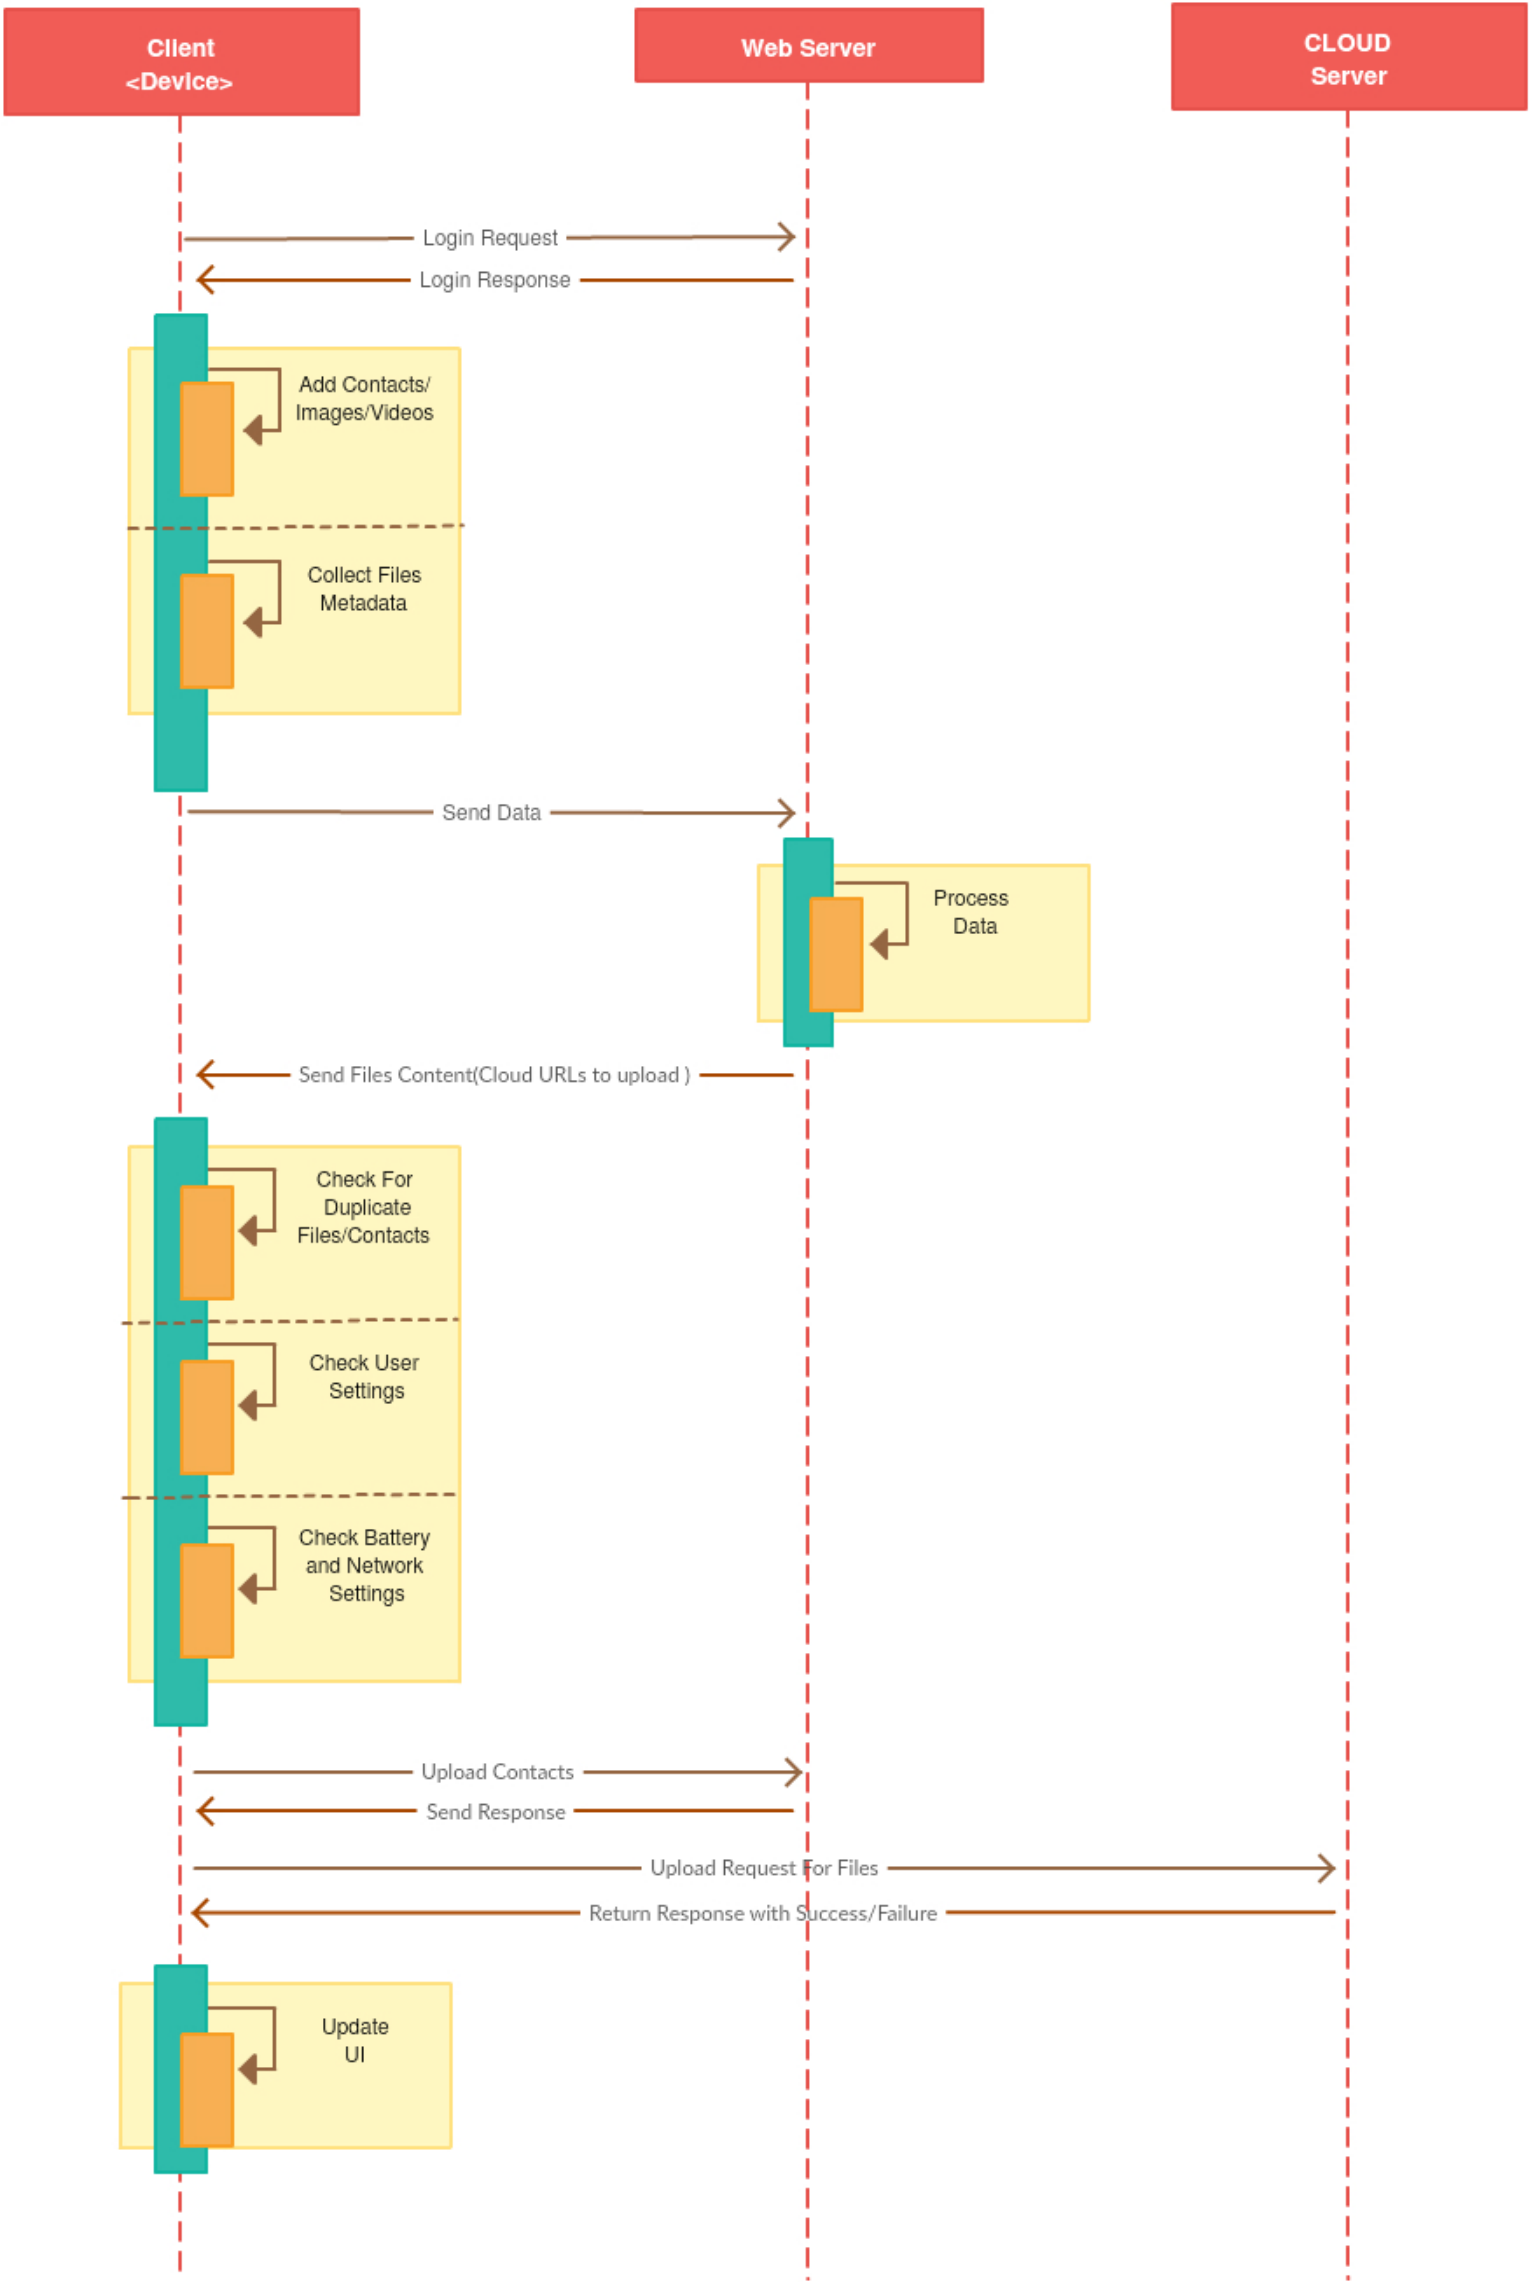 Client
<Device>
Web Server
CLOUD
Server
Login Request
Login Response
Add Contacts/
Images/Videos
Collect Files
Metadata
Send Data
Process
Data
Send Files Content(Cloud URLs to upload )
Check For
Duplicate
Files/Contacts
Check User
Settings
Check Battery
and Network
Settings
Upload Contacts
Send Response
Upload Request For Files
Return Response with Success/Failure
Update
UI